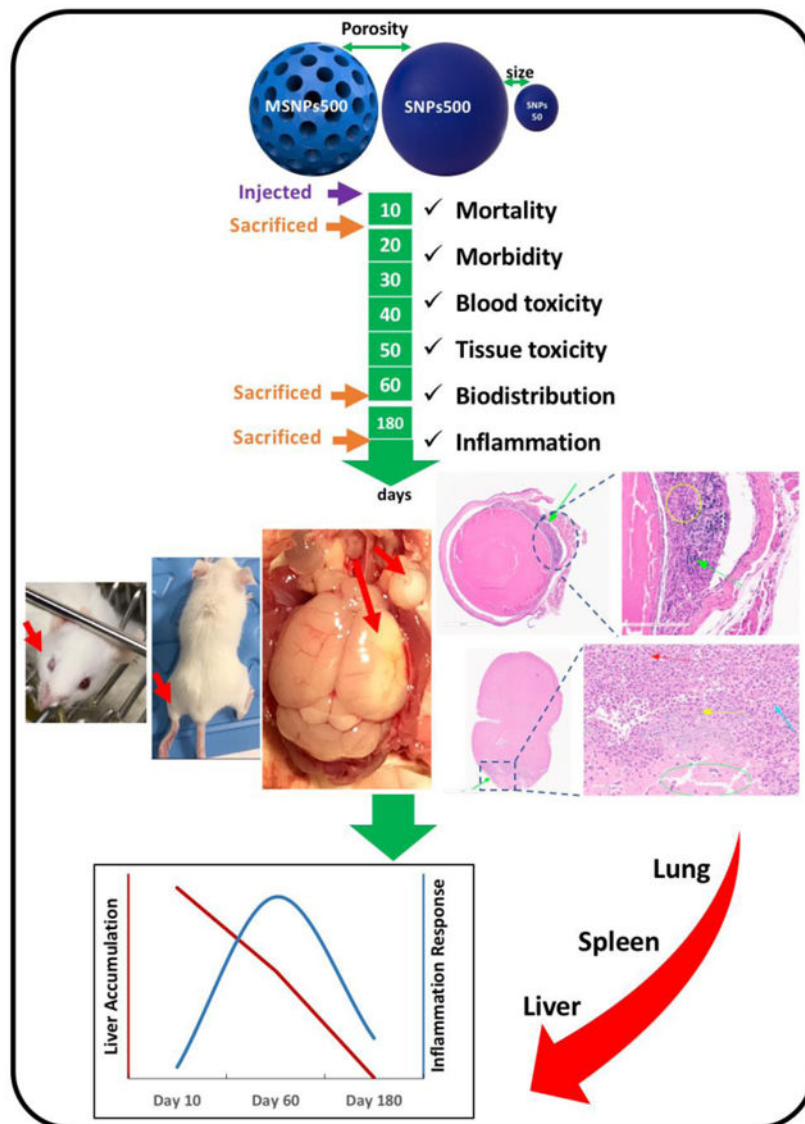 Porosity
size
MSNPs500
SNPs500
SNPs
50
Injected
Sacrificed
10
20
30
40
50
60
180
Sacrificed
Sacrificed
days
✓ Mortality
✓ Morbidity
✓ Blood toxicity
✓ Tissue toxicity
✓ Biodistribution
✓ Inflammation
Lung
Spleen
Liver
Liver Accumulation
Inflammation Response
Day 10
Day 60
Day 180